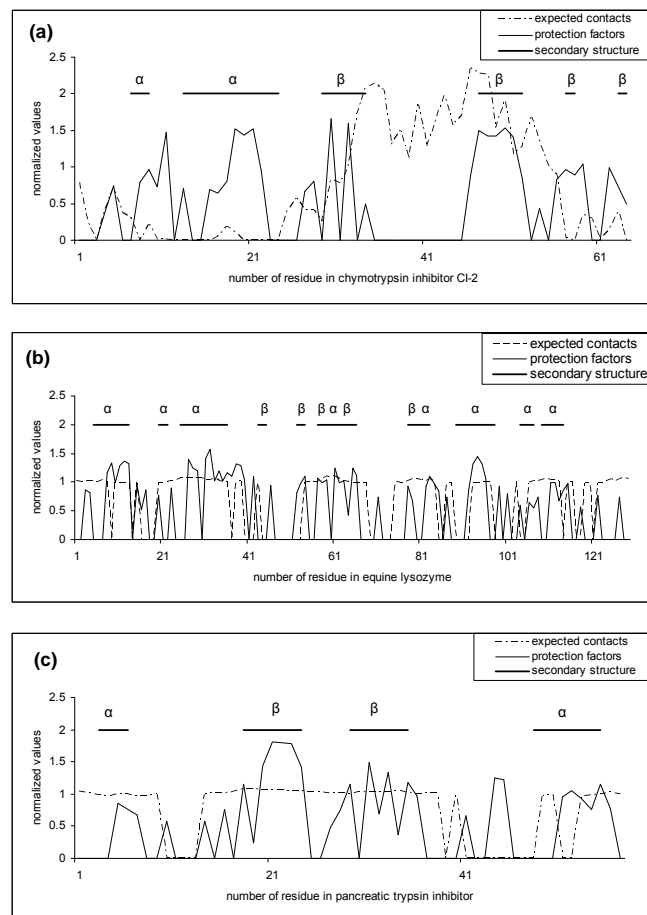 (a)
expected contacts
protection factors
secondary structure
α α β β β β
2.5
2
1.5
1
0.5
0
normalized values
1 21 41 61
number of residue in chymotrypsin inhibitor CI-2
(b)
expected contacts
protection factors
secondary structure
α α α β β β α β β α α α α
2.5
2
1.5
1
0.5
0
normalized values
1 21 41 61 81 101 121
number of residue in equine lysozyme
(c)
expected contacts
protection factors
secondary structure
α β β α
2.5
2
1.5
1
0.5
0
normalized values
1 21 41
number of residue in pancreatic trypsin inhibitor